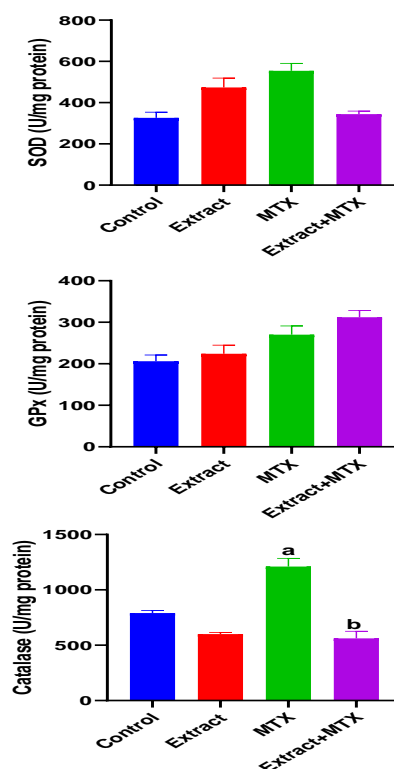 SOD (U/mg protein)
800
600
400
200
0
Control
Extract
MTX
Extract+MTX
GPx (U/mg protein)
400
300
200
100
0
Control
Extract
MTX
Extract+MTX
Catalase (U/mg protein)
1500
1000
500
0
a
b
Control
Extract
MTX
Extract+MTX